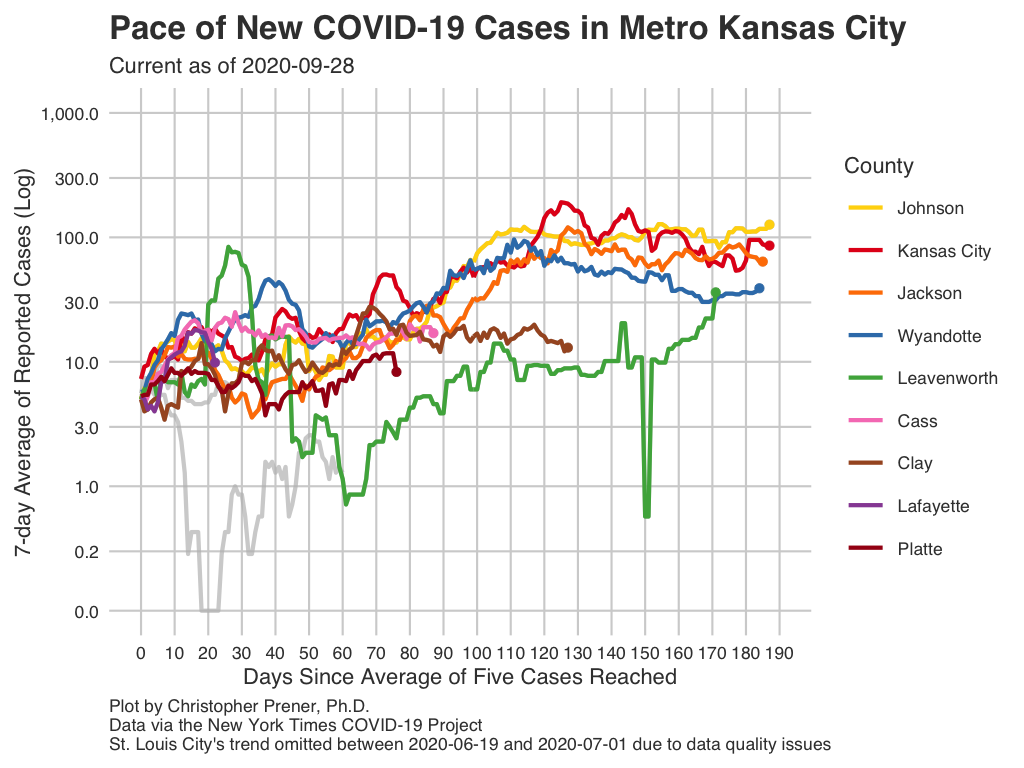 Pace of New COVID-19 Cases in Metro Kansas City
Current as of 2020-09-28
7-day Average of Reported Cases (Log)
1,000.0
300.0
100.0
30.0
10.0
3.0
1.0
0.2
0.0
0 10 20 30 40 50 60 70 80 90 100 110 120 130 140 150 160 170 180 190
Days Since Average of Five Cases Reached
County
Johnson
Kansas City
Jackson
Wyandotte
Leavenworth
Cass
Clay
Lafayette
Platte
Plot by Christopher Prener, Ph.D.
Data via the New York Times COVID-19 Project
St. Louis City's trend omitted between 2020-06-19 and 2020-07-01 due to data quality issues